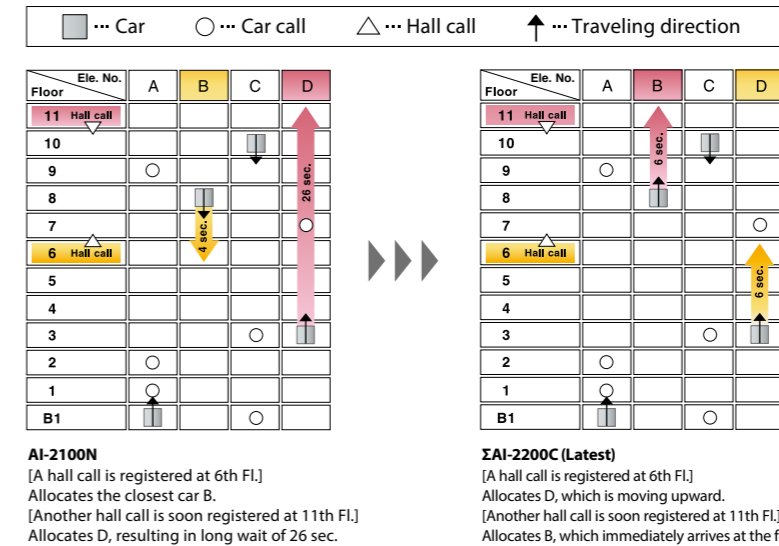 Car Car call Hall call Traveling direction
Ele. No. A B C D
Floor
11 Hall call
10
9
8
7
6 Hall call
5
4
3
2
1
B1
4 sec.
26 sec.
AI-2100N
[A hall call is registered at 6th Fl.]
Allocates the closest car B.
[Another hall call is soon registered at 11th Fl.]
Allocates D, resulting in long wait of 26 sec.
Ele. No. A B C D
Floor
11 Hall call
10
9
8
7
6 Hall call
5
4
3
2
1
B1
6 sec.
6 sec.
ΣAI-2200C (Latest)
[A hall call is registered at 6th Fl.]
Allocates D, which is moving upward.
[Another hall call is soon registered at 11th Fl.]
Allocates B, which immediately arrives at the f